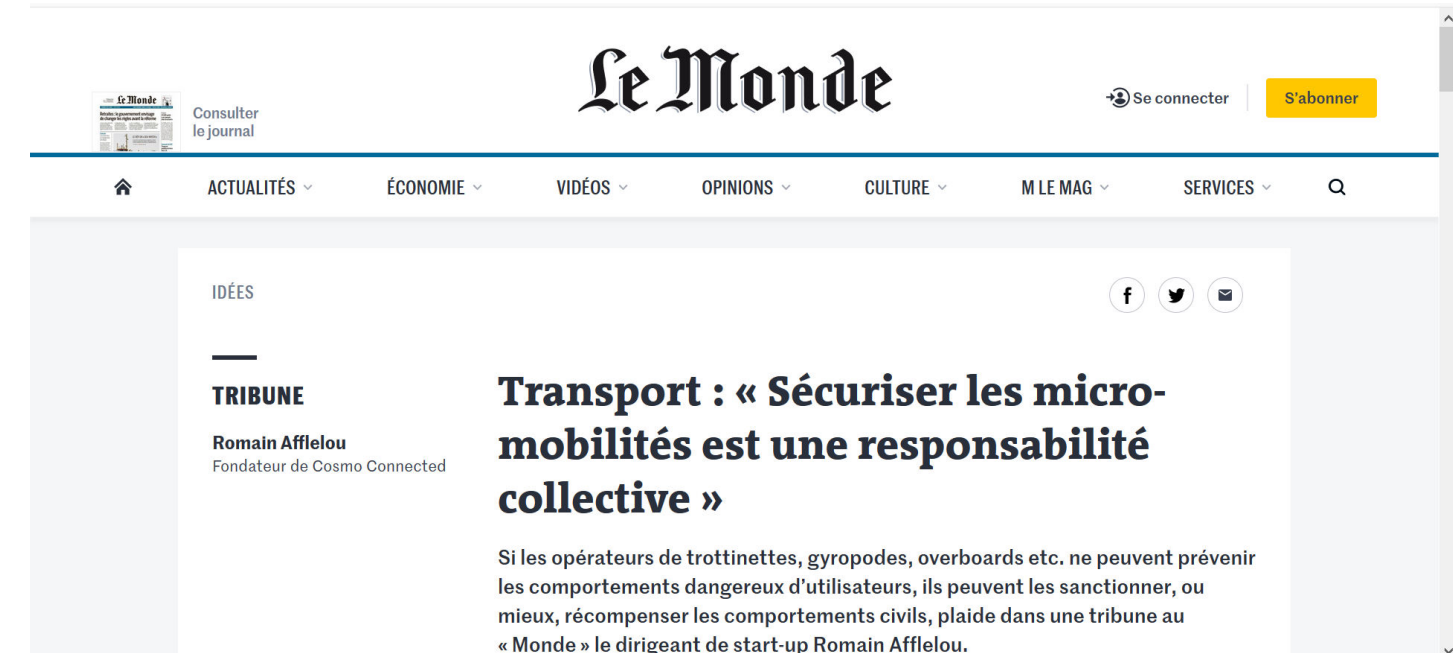 Le Monde
Le Monde
Consulter
le journal
Se connecter
S'abonner
ACTUALITÉS
ÉCONOMIE
VIDÉOS
OPINIONS
CULTURE
M LE MAG
SERVICES
IDÉES
TRIBUNE
Romain Afflelou
Fondateur de Cosmo Connected
Transport : « Sécuriser les micro-
mobilités est une responsabilité
collective »
Si les opérateurs de trottinettes, gyropodes, overboards etc. ne peuvent prévenir
les comportements dangereux d'utilisateurs, ils peuvent les sanctionner, ou
mieux, récompenser les comportements civils, plaide dans une tribune au
« Monde » le dirigeant de start-up Romain Afflelou.